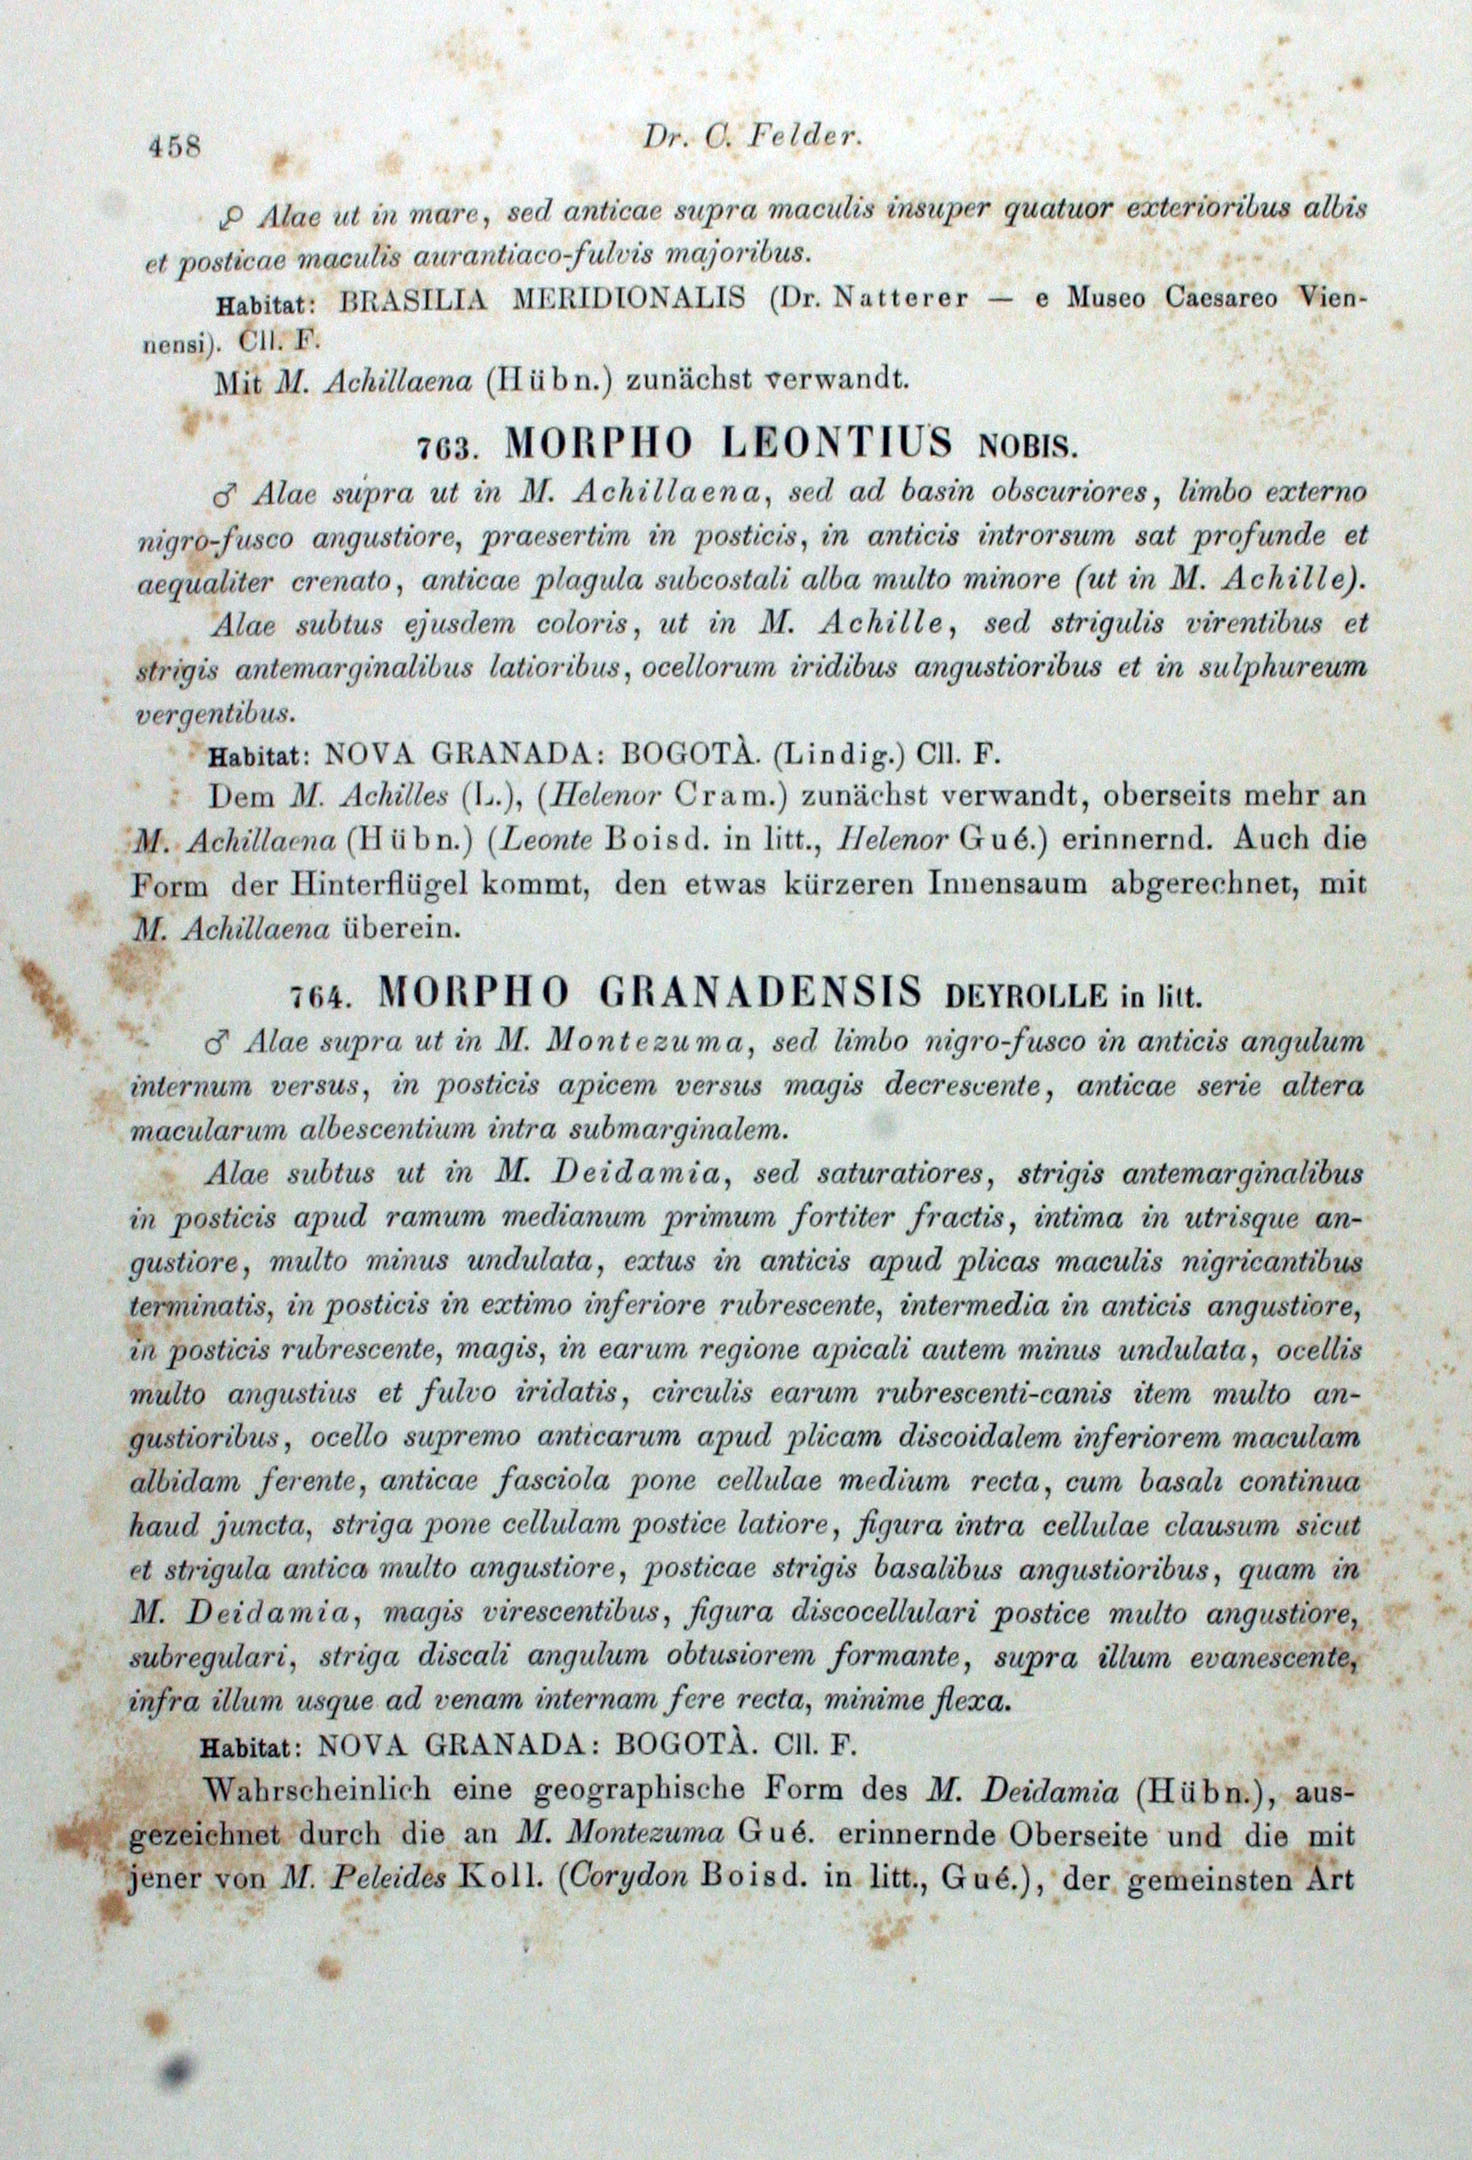 458
Dr. C. Felder.
♀ Alae ut in mare, sed anticae supra maculis insuper quatuor exterioribus albis
et posticae maculis aurantiaco-fulvis majoribus.
Habitat: BRASILIA MERIDIONALIS (Dr. Natterer — e Museo Caesareo Vien-
nensi). Cll. F.
Mit M. Achillaena (Hübn.) zunächst verwandt.
763. MORPHO LEONTIUS NOBIS.
♂ Alae supra ut in M. Achillaena, sed ad basin obscuriores, limbo externo
nigro-fusco angustiore, praesertim in posticis, in anticis introrsum sat profunde et
aequaliter crenato, anticae plagula subcostali alba multo minore (ut in M. Achille).
Alae subtus ejusdem coloris, ut in M. Achille, sed strigulis virentibus et
strigis antemarginalibus latioribus, ocellorum iridibus angustioribus et in sulphureum
vergentibus.
Habitat: NOVA GRANADA: BOGOTÀ. (Lindig.) Cll. F.
Dem M. Achilles (L.), (Helenor Cram.) zunächst verwandt, oberseits mehr an
M. Achillaena (Hübn.) (Leonte Boisd. in litt., Helenor Gué.) erinnernd. Auch die
Form der Hinterflügel kommt, den etwas kürzeren Innensaum abgerechnet, mit
M. Achillaena überein.
764. MORPHO GRANADENSIS DEYROLLE in litt.
♂ Alae supra ut in M. Montezuma, sed limbo nigro-fusco in anticis angulum
internum versus, in posticis apicem versus magis decrescente, anticae serie altera
macularum albescentium intra submarginalem.
Alae subtus ut in M. Deidamia, sed saturatiores, strigis antemarginalibus
in posticis apud ramum medianum primum fortiter fractis, intima in utrisque an-
gustiore, multo minus undulata, extus in anticis apud plicas maculis nigricantibus
terminatis, in posticis in extimo inferiore rubrescente, intermedia in anticis angustiore,
in posticis rubrescente, magis, in earum regione apicali autem minus undulata, ocellis
multo angustius et fulvo iridatis, circulis earum rubrescenti-canis item multo an-
gustioribus, ocello supremo anticarum apud plicam discoidalem inferiorem maculam
albidam ferente, anticae fasciola pone cellulae medium recta, cum basali continua
haud juncta, striga pone cellulam postice latiore, figura intra cellulae clausum sicut
et strigula antica multo angustiore, posticae strigis basalibus angustioribus, quam in
M. Deidamia, magis virescentibus, figura discocellulari postice multo angustiore,
subregulari, striga discali angulum obtusiorem formante, supra illum evanescente,
infra illum usque ad venam internam fere recta, minime flexa.
Habitat: NOVA GRANADA: BOGOTÀ. Cll. F.
Wahrscheinlich eine geographische Form des M. Deidamia (Hübn.), aus-
gezeichnet durch die an M. Montezuma Gué. erinnernde Oberseite und die mit
jener von M. Peleides Koll. (Corydon Boisd. in litt., Gué.), der gemeinsten Art